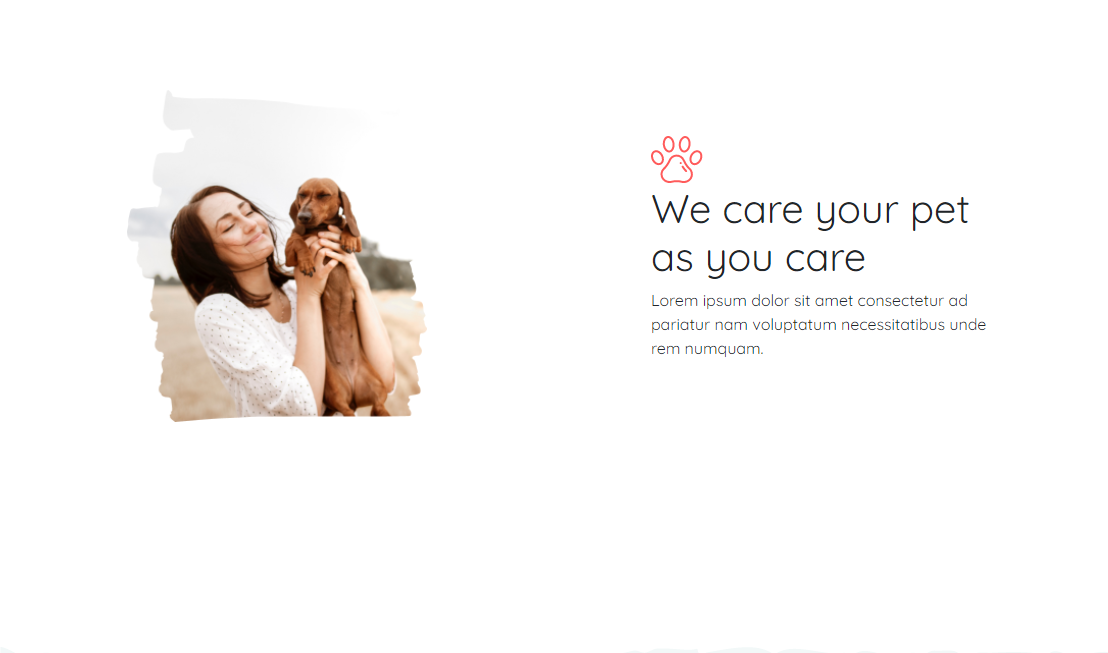 We care your pet
as you care
Lorem ipsum dolor sit amet consectetur ad
pariatur nam voluptatum necessitatibus unde
rem numquam.